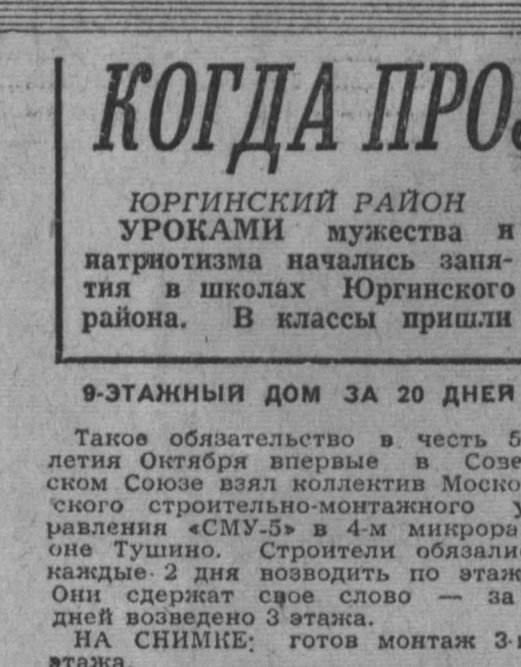 КОГДА ПРОЗ
ЮРГИНСКИЙ РАЙОН
УРОКАМИ мужества и
патриотизма начались заня-
тия в школах Юргинского
района. В классы пришли
9-ЭТАЖНЫЙ ДОМ ЗА 20 ДНЕЙ
Такое обязательство в честь 5
летия Октября впервые в Сове
ском Союзе взял коллектив Моско
ского строительно-монтажного у
равления «СМУ-5» в 4-м микрора
оне Тушино. Строители обязали
каждые 2 дня возводить по этаж
Они сдержат свое слово — за
дней возведено 3 этажа.
НА СНИМКЕ: готов монтаж 3-
этажа.